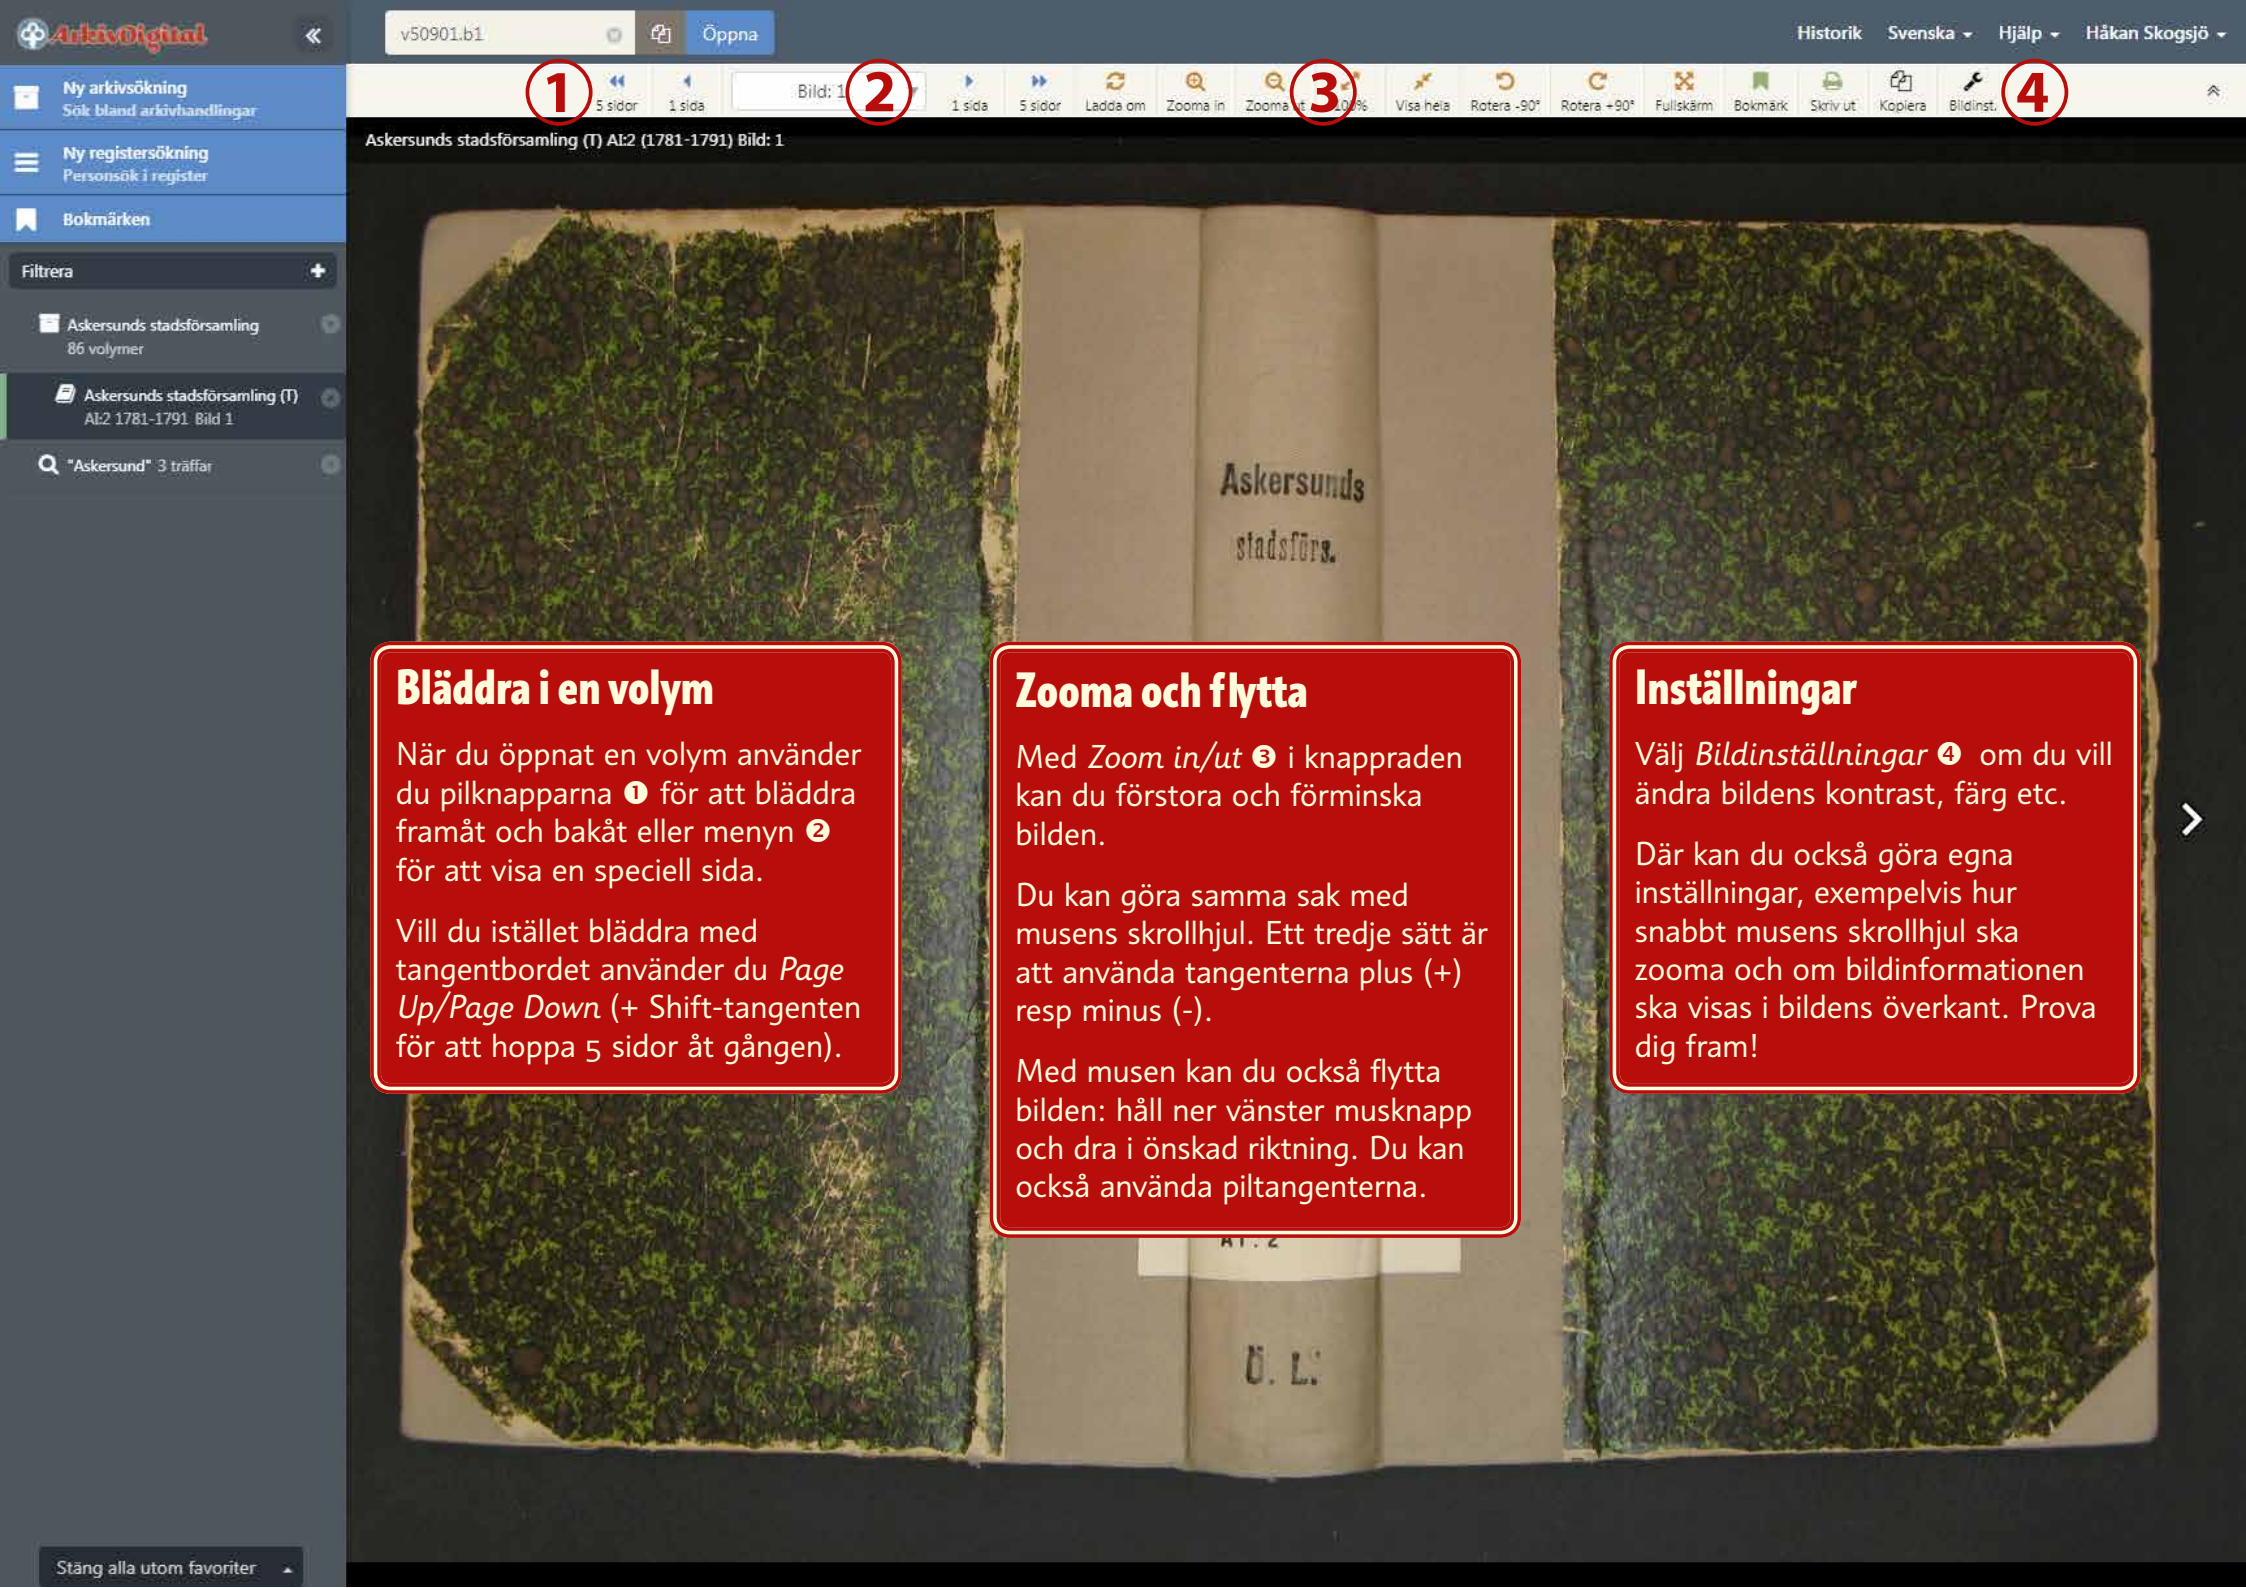 ArkivDigital
v50901.b1
Öppna
Historik
Svenska
Hjälp
Håkan Skogsjö
Ny arkivsökning
Sök bland arkivhandlingar
Ny registersökning
Personsök i register
Bokmärken
Filtrera
Askersunds stadsförsamling
86 volymer
Askersunds stadsförsamling (T)
AI:2 1781-1791 Bild 1
"Askersund" 3 träffar
Stäng alla utom favoriter
1
5 sidor
1 sida
Bild: 1
2
1 sida
5 sidor
Ladda om
Zooma in
Zooma ut
3
100%
Visa hela
Rotera -90°
Rotera +90°
Fullskärm
Bokmärk
Skriv ut
Kopiera
Bildinst.
4
Askersunds stadsförsamling (T) AI:2 (1781-1791) Bild: 1
Askersunds
stadsförs.
Bläddra i en volym
När du öppnat en volym använder
du pilknapparna ❶ för att bläddra
framåt och bakåt eller menyn ❷
för att visa en speciell sida.
Vill du istället bläddra med
tangentbordet använder du Page
Up/Page Down (+ Shift-tangenten
för att hoppa 5 sidor åt gången).
Zooma och flytta
Med Zoom in/ut ❸ i knappraden
kan du förstora och förminska
bilden.
Du kan göra samma sak med
musens skrollhjul. Ett tredje sätt är
att använda tangenterna plus (+)
resp minus (-).
Med musen kan du också flytta
bilden: håll ner vänster musknapp
och dra i önskad riktning. Du kan
också använda piltangenterna.
Inställningar
Välj Bildinställningar ❹ om du vill
ändra bildens kontrast, färg etc.
Där kan du också göra egna
inställningar, exempelvis hur
snabbt musens skrollhjul ska
zooma och om bildinformationen
ska visas i bildens överkant. Prova
dig fram!
AI:2
Ö. L.